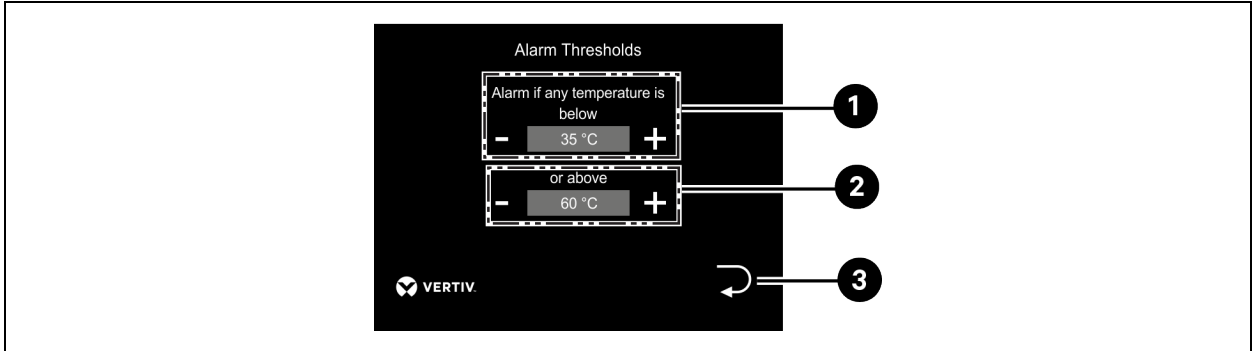 Alarm Thresholds
Alarm if any temperature is
below
- 35 °C +
1
or above
- 60 °C +
2
VERTIV.
3